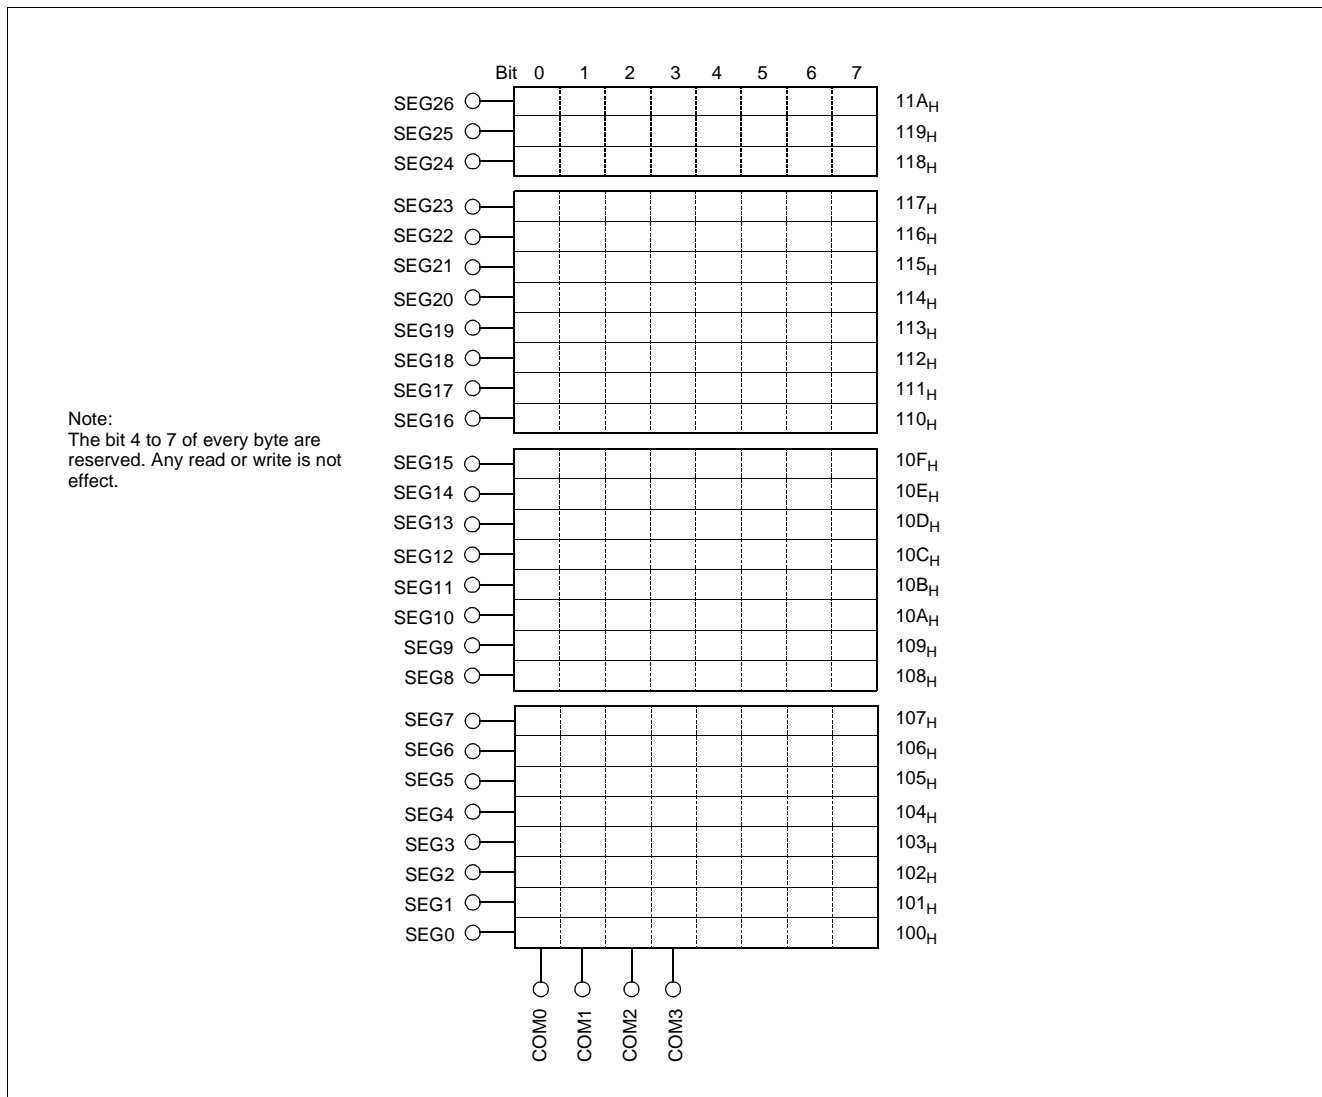 Bit 0 1 2 3 4 5 6 7
SEG26 11AH
SEG25 119H
SEG24 118H
SEG23 117H
SEG22 116H
SEG21 115H
SEG20 114H
SEG19 113H
SEG18 112H
SEG17 111H
SEG16 110H
Note:
The bit 4 to 7 of every byte are
reserved. Any read or write is not
effect.
SEG15 10FH
SEG14 10EH
SEG13 10DH
SEG12 10CH
SEG11 10BH
SEG10 10AH
SEG9 109H
SEG8 108H
SEG7 107H
SEG6 106H
SEG5 105H
SEG4 104H
SEG3 103H
SEG2 102H
SEG1 101H
SEG0 100H
COM0 COM1 COM2 COM3